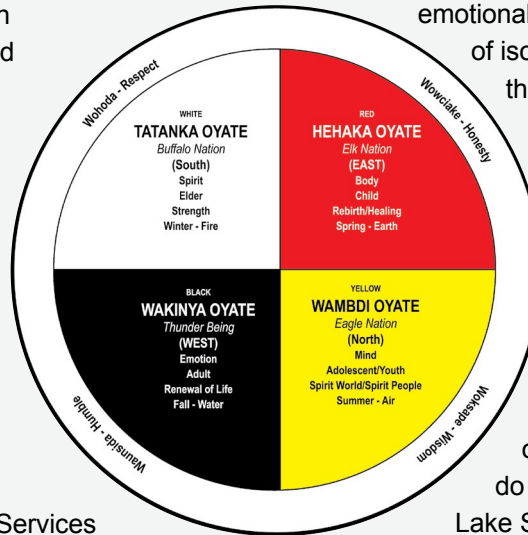 n
d
emotional
of iso
th
Wohoda - Respect
Wowciake - Honesty
WHITE
TATANKA OYATE
Buffalo Nation
(South)
Spirit
Elder
Strength
Winter - Fire
RED
HEHAKA OYATE
Elk Nation
(EAST)
Body
Child
Rebirth/Healing
Spring - Earth
BLACK
WAKINYA OYATE
Thunder Being
(WEST)
Emotion
Adult
Renewal of Life
Fall - Water
YELLOW
WAMBDI OYATE
Eagle Nation
(North)
Mind
Adolescent/Youth
Spirit World/Spirit People
Summer - Air
Waunsida - Humble
Woksape - Wisdom
do
Services
Lake S